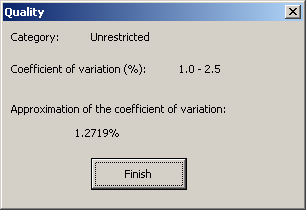 Quality
Category: Unrestricted
Coefficient of variation (%): 1.0 - 2.5
Approximation of the coefficient of variation:
1.2719%
Finish